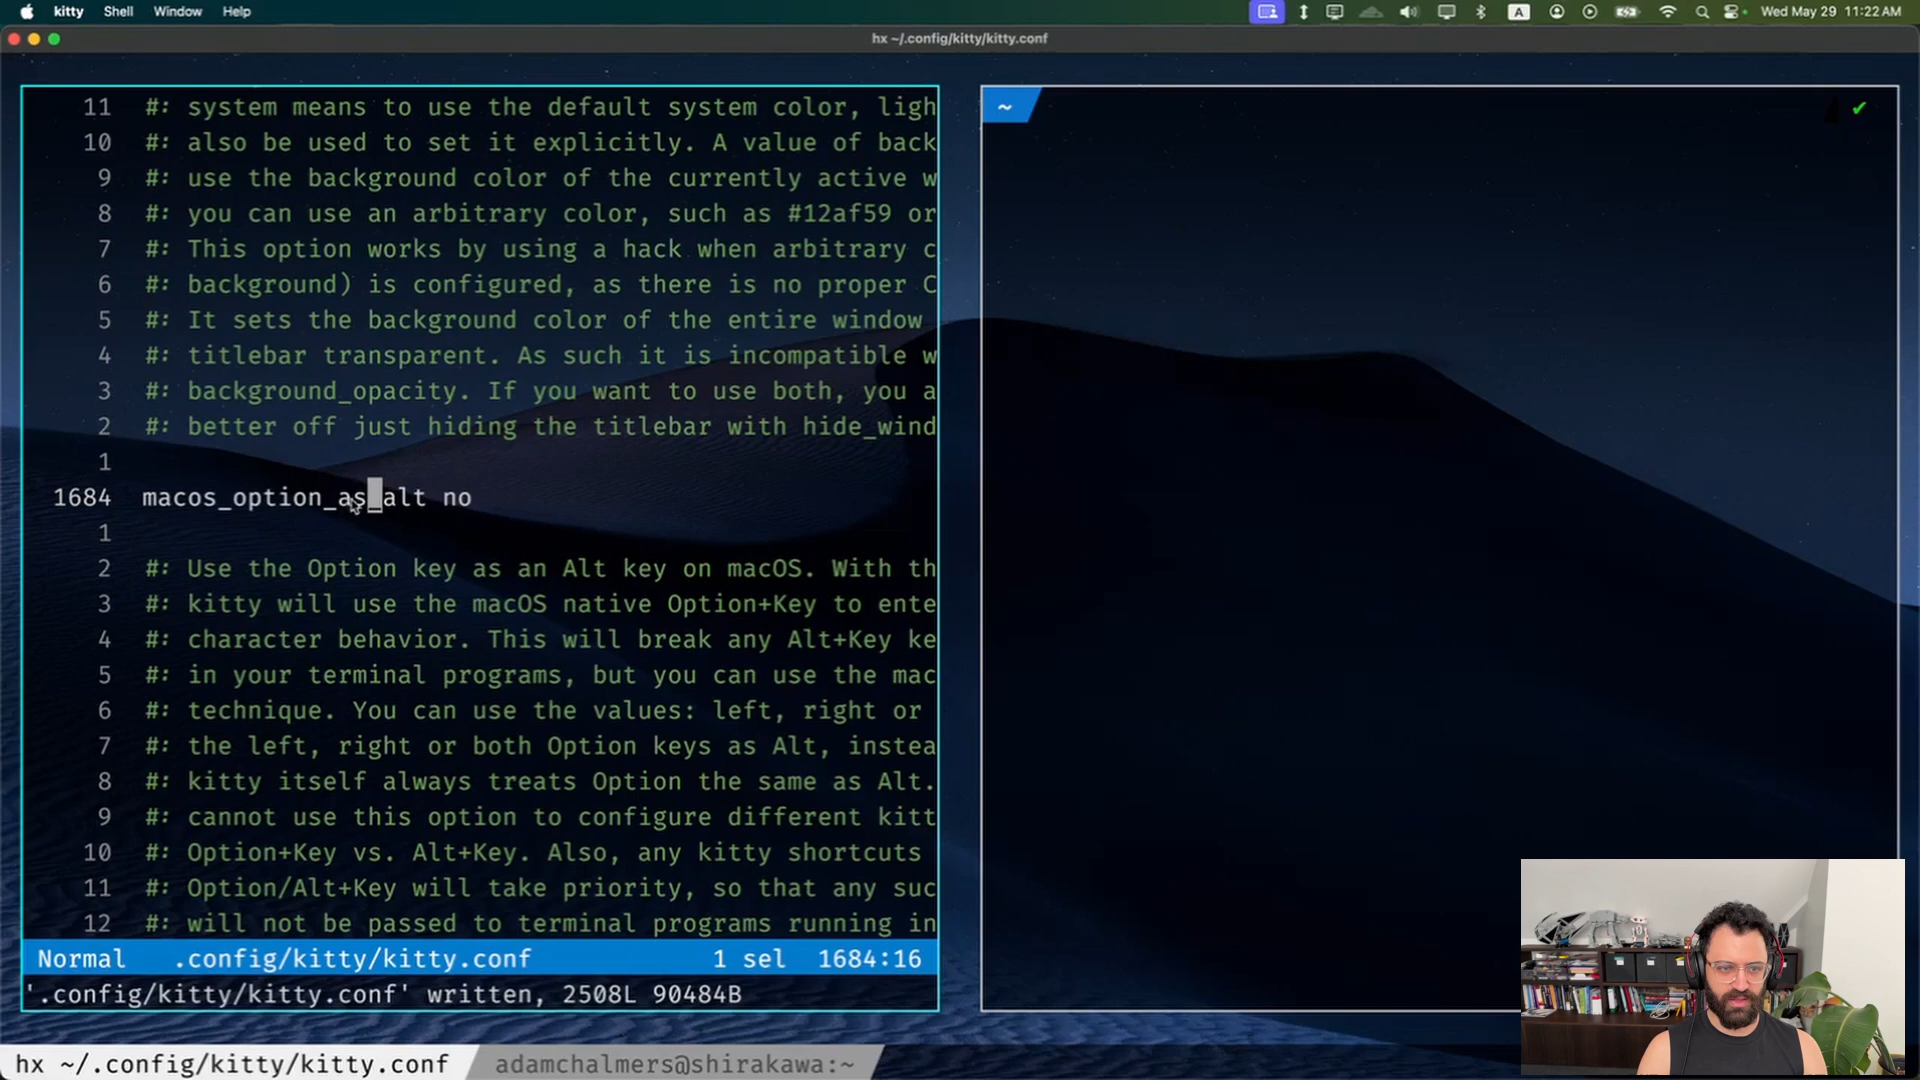 kitty Shell Window Help
A Wed May 29 11:22 AM
hx ~/.config/kitty/kitty.conf
11 #: system means to use the default system color, ligh
10 #: also be used to set it explicitly. A value of back
9 #: use the background color of the currently active w
8 #: you can use an arbitrary color, such as #12af59 or
7 #: This option works by using a hack when arbitrary c
6 #: background) is configured, as there is no proper C
5 #: It sets the background color of the entire window
4 #: titlebar transparent. As such it is incompatible w
3 #: background_opacity. If you want to use both, you a
2 #: better off just hiding the titlebar with hide_wind
1
1684 macos_option_as_alt no
1
2 #: Use the Option key as an Alt key on macOS. With th
3 #: kitty will use the macOS native Option+Key to ente
4 #: character behavior. This will break any Alt+Key ke
5 #: in your terminal programs, but you can use the mac
6 #: technique. You can use the values: left, right or
7 #: the left, right or both Option keys as Alt, instea
8 #: kitty itself always treats Option the same as Alt.
9 #: cannot use this option to configure different kitt
10 #: Option+Key vs. Alt+Key. Also, any kitty shortcuts
11 #: Option/Alt+Key will take priority, so that any suc
12 #: will not be passed to terminal programs running in
Normal .config/kitty/kitty.conf 1 sel 1684:16
'.config/kitty/kitty.conf' written, 2508L 90484B
~ ✔
hx ~/.config/kitty/kitty.conf adamchalmers@shirakawa:~